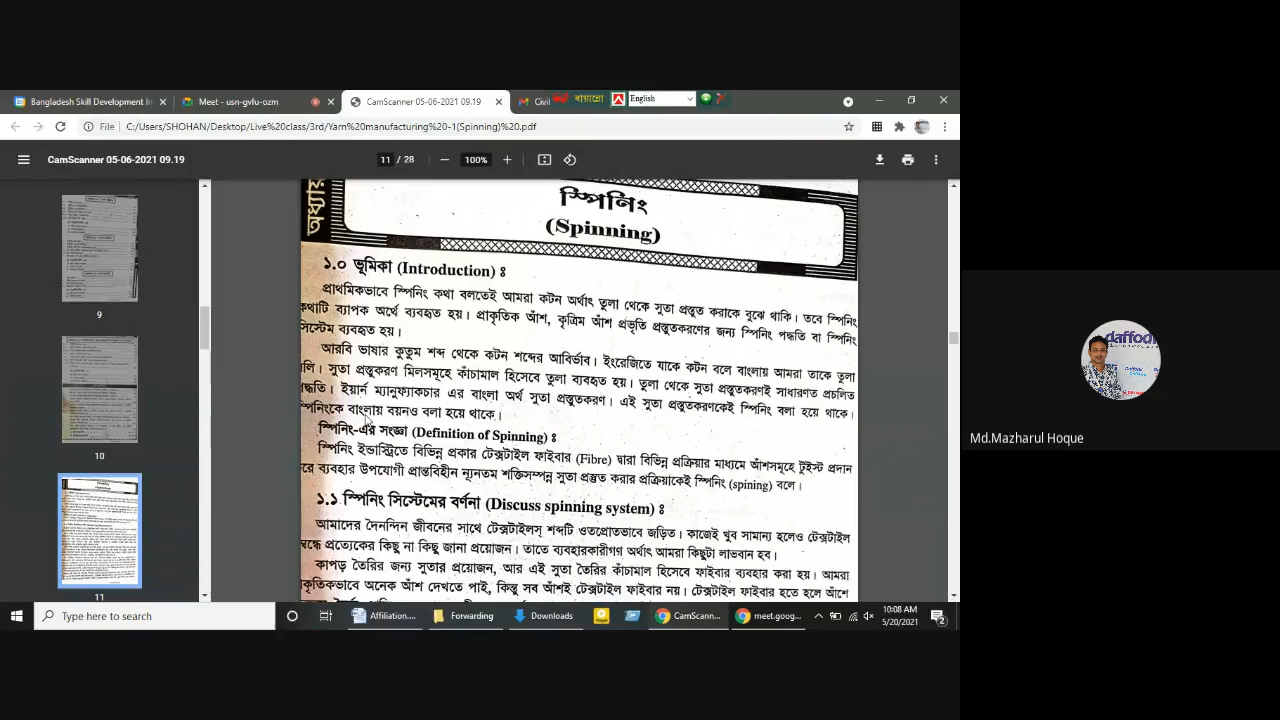 Bangladesh Skill Development In
Meet - usn-gvfu-ozm
CamScanner 05-06-2021 09.19
Civil
বায়ান্নো
English
File
C:/Users/SHOHAN/Desktop/Live%20class/3rd/Yarn%20manufacturing%20-1(Spinning)%20.pdf
CamScanner 05-06-2021 09.19
11 / 28
100%
9
10
11
অধ্যায়
স্পিনিং
(Spinning)
১.০ ভূমিকা (Introduction) ঃ
প্রাথমিকভাবে স্পিনিং কথা বলতেই আমরা কটন অর্থাৎ তুলা থেকে সুতা প্রস্তুত করাকে বুঝে থাকি। তবে স্পিনিং
কথাটি ব্যাপক অর্থে ব্যবহৃত হয়। প্রাকৃতিক আঁশ, কৃত্রিম আঁশ প্রভৃতি প্রস্তুতকরণের জন্য স্পিনিং পদ্ধতি বা স্পিনিং
সিস্টেম ব্যবহৃত হয়।
আরবি ভাষার কুতুম শব্দ থেকে কটন শব্দের আবির্ভাব। ইংরেজিতে যাকে কটন বলে বাংলায় আমরা তাকে তুলা
লি। সুতা প্রস্তুকরণ মিলসমূহে কাঁচামাল হিসেবে তুলা ব্যবহৃত হয়। তুলা থেকে সুতা প্রস্তুতকরণই সাধারণত প্রচলিত
দ্ধতি। ইয়ার্ন ম্যানুফ্যাকচার এর বাংলা অর্থ সুতা প্রস্তুতকরণ। এই সুতা প্রস্তুতকরণকেই স্পিনিং বলা হয়ে থাকে।
স্পিনিংকে বাংলায় বয়নও বলা হয়ে থাকে।
স্পিনিং-এর সংজ্ঞা (Definition of Spinning) ঃ
স্পিনিং ইন্ডাস্ট্রিতে বিভিন্ন প্রকার টেক্সটাইল ফাইবার (Fibre) দ্বারা বিভিন্ন প্রক্রিয়ার মাধ্যমে আঁশসমূহে টুইস্ট প্রদান
রে ব্যবহার উপযোগী প্রান্তবিহীন ন্যূনতম শক্তিসম্পন্ন সুতা প্রস্তুত করার প্রক্রিয়াকেই স্পিনিং (spining) বলে।
১.১ স্পিনিং সিস্টেমের বর্ণনা (Discuss spinning system) ঃ
আমাদের দৈনন্দিন জীবনের সাথে টেক্সটাইল শব্দটি ওতপ্রোতভাবে জড়িত। কাজেই খুব সামান্য হলেও টেক্সটাইল
বন্ধে প্রত্যেকের কিছু না কিছু জানা প্রয়োজন। ব্যবহারকারীগণ অর্থাৎ আমরা কিছুটা লাভবান হব।
কাপড় তৈরির জন্য সুতার প্রয়োজন, আর এই সুতা তৈরির কাঁচামাল হিসেবে ফাইবার ব্যবহার করা হয়। আমরা
কৃতিকভাবে অনেক আঁশ দেখতে পাই, কিন্তু সব আঁশই টেক্সটাইল ফাইবার নয়। টেক্সটাইল ফাইবার হতে হলে আঁশে
daffodi
Md.Mazharul Hoque
Type here to search
Affiliation....
Forwarding
Downloads
CamScann...
meet.goog...
10:08 AM
5/20/2021
2